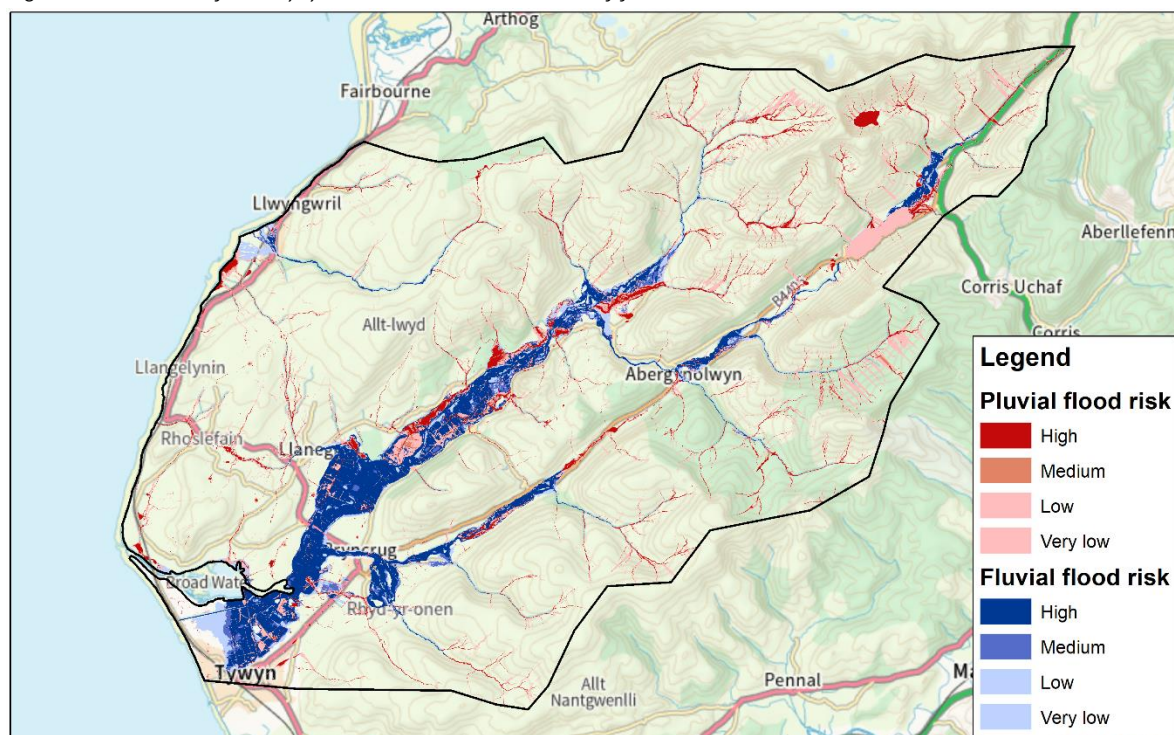 Arthog
Fairbourne
Llwyngwril
Aberllefenn
Corris Uchaf
B4405
Corris
Allt-lwyd
Llangelynin
Rhoslefain
Llaneg
Bryncrug
Broad Water
Rhyd-yr-onen
Tywyn
Allt
Nantgwenlli
Pennal
Ma
Legend
Pluvial flood risk
High
Medium
Low
Very low
Fluvial flood risk
High
Medium
Low
Very low